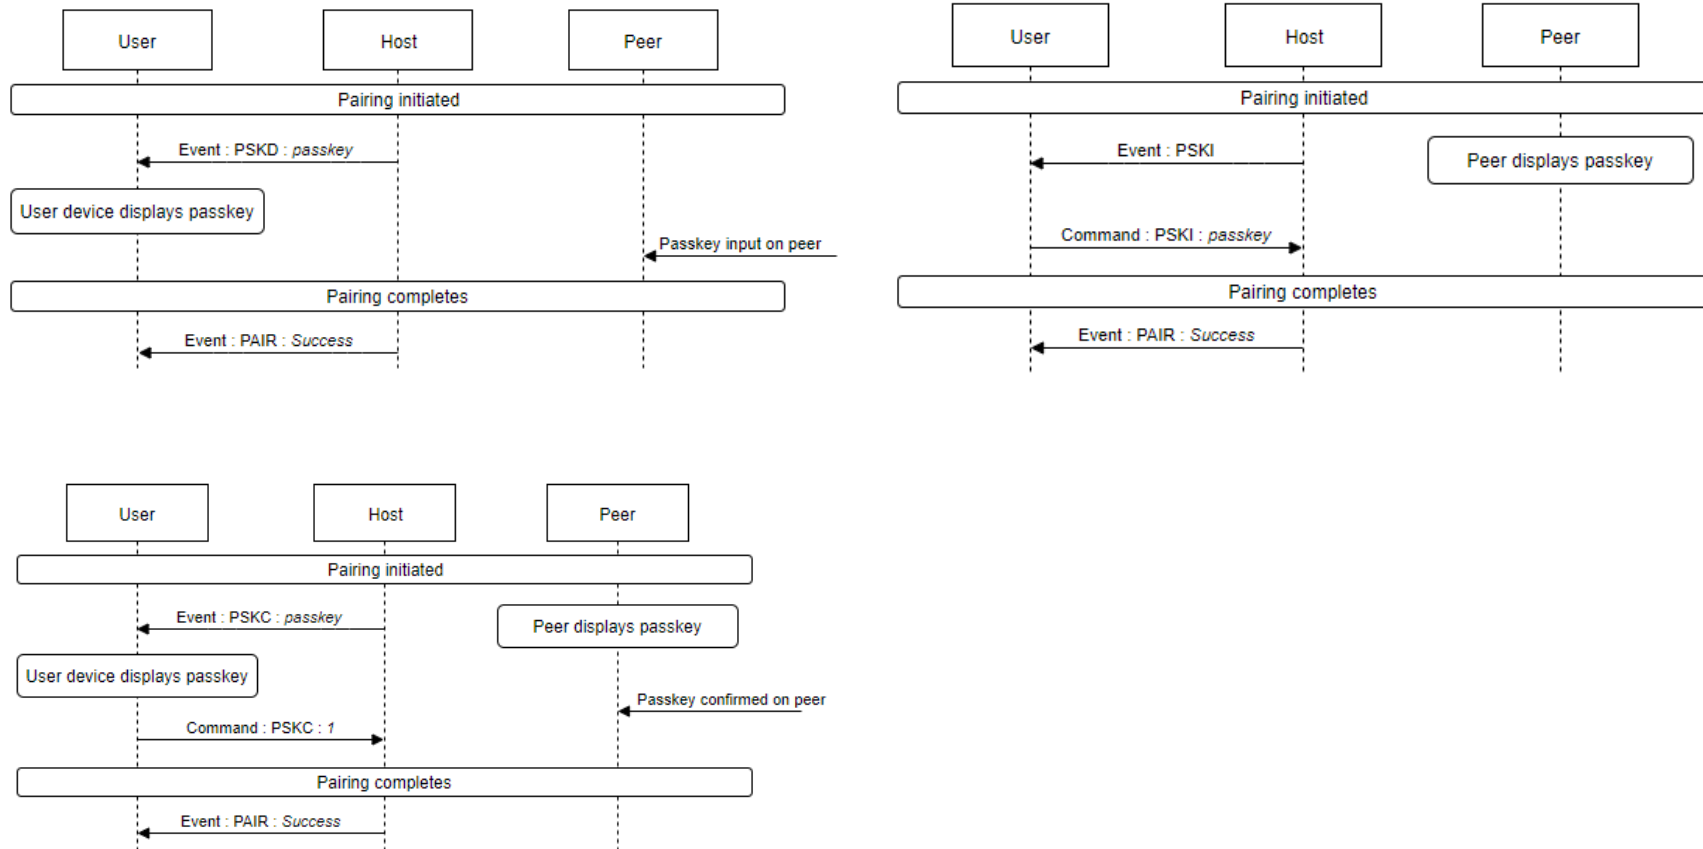 User
Host
Peer
Pairing initiated
Event : PSKD : passkey
User device displays passkey
Passkey input on peer
Pairing completes
Event : PAIR : Success
User
Host
Peer
Pairing initiated
Event : PSKI
Peer displays passkey
Command : PSKI : passkey
Pairing completes
Event : PAIR : Success
User
Host
Peer
Pairing initiated
Event : PSKC : passkey
Peer displays passkey
User device displays passkey
Passkey confirmed on peer
Command : PSKC : 1
Pairing completes
Event : PAIR : Success